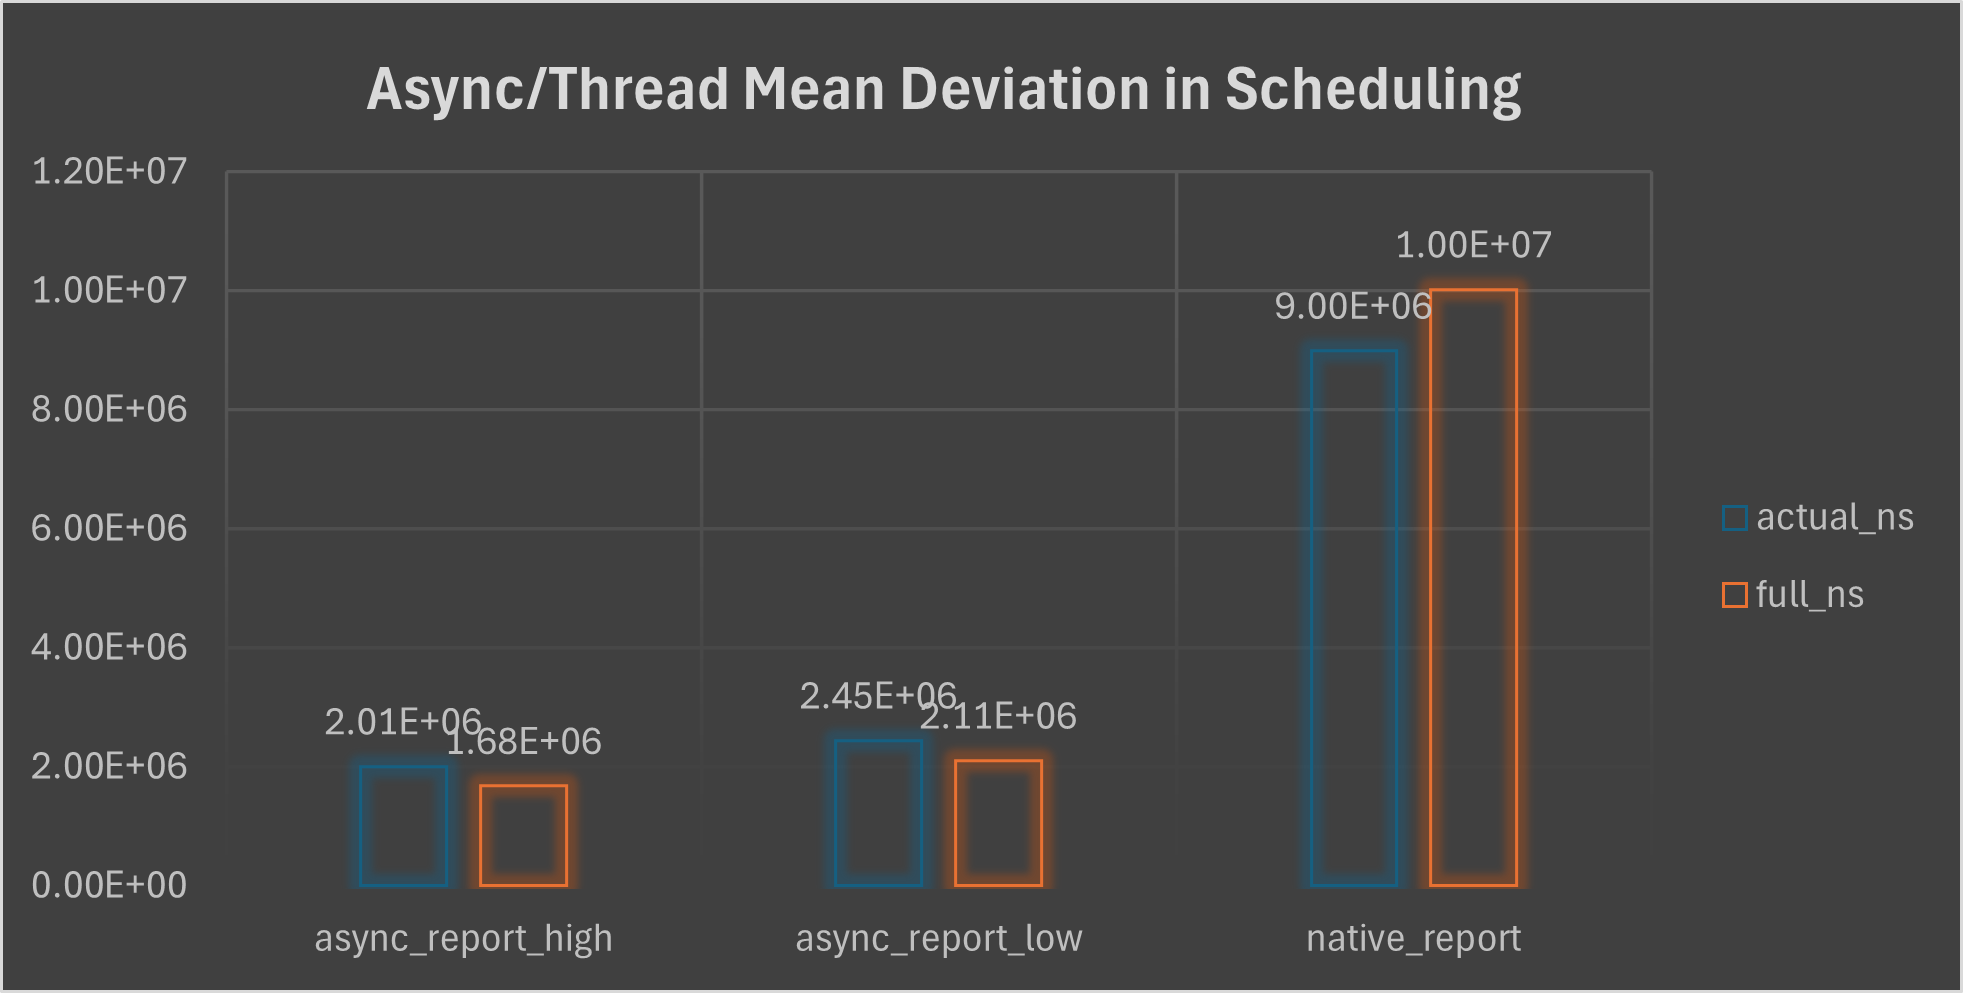 Async/Thread Mean Deviation in Scheduling
1.20E+07
1.00E+07
8.00E+06
6.00E+06
4.00E+06
2.00E+06
0.00E+00
2.01E+06
1.68E+06
2.45E+06
2.11E+06
9.00E+06
1.00E+07
async_report_high
async_report_low
native_report
actual_ns
full_ns